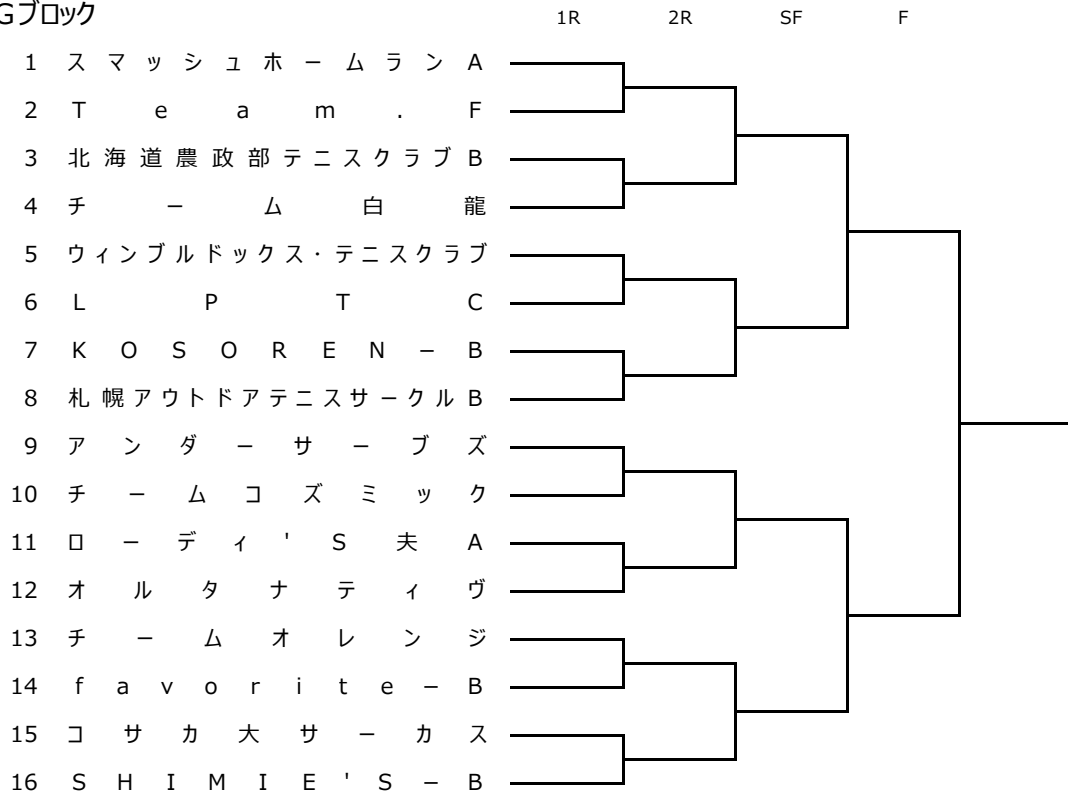 Gブロック 1R 2R SF F
1 スマッシュホームランA
2 Team.F
3 北海道農政部テニスクラブB
4 チーム白龍
5 ウィンブルドックス・テニスクラブ
6 LPTC
7 KOSOREN－B
8 札幌アウトドアテニスサークルB
9 アンダーサーブズ
10 チームコズミック
11 ローディ'S夫A
12 オルタナティヴ
13 チームオレンジ
14 favorite－B
15 コサカ大サーカス
16 SHIMIE'S－B